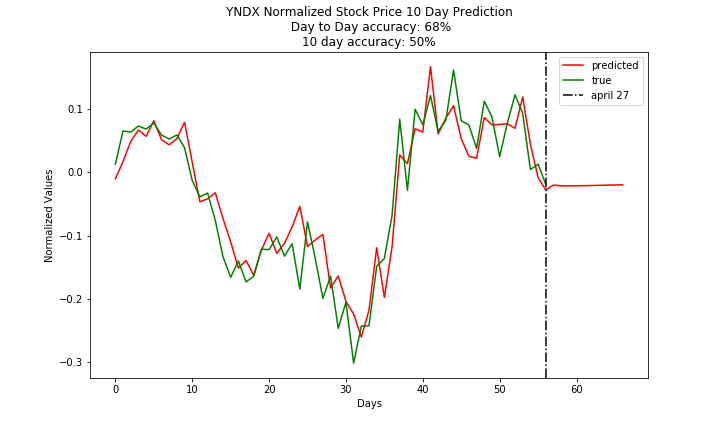 YNDX Normalized Stock Price 10 Day Prediction
Day to Day accuracy: 68%
10 day accuracy: 50%
predicted
true
april 27
Normalized Values
0.1
0.0
−0.1
−0.2
−0.3
0 10 20 30 40 50 60
Days